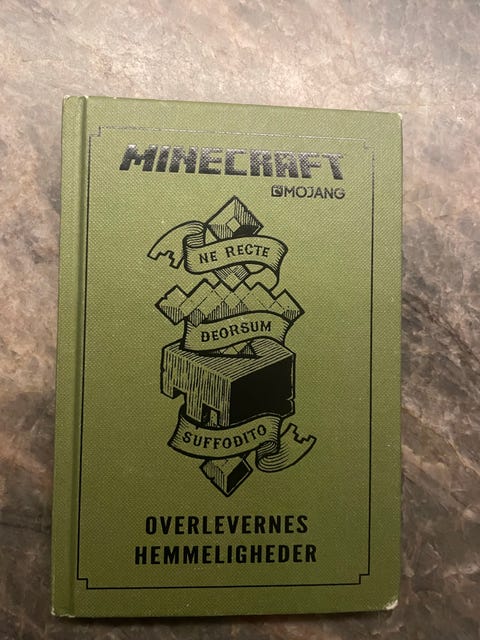 MINECRAFT
MOJANG
NE RECTE
DEORSUM
SUFFODITO
OVERLEVERNES
HEMMELIGHEDER